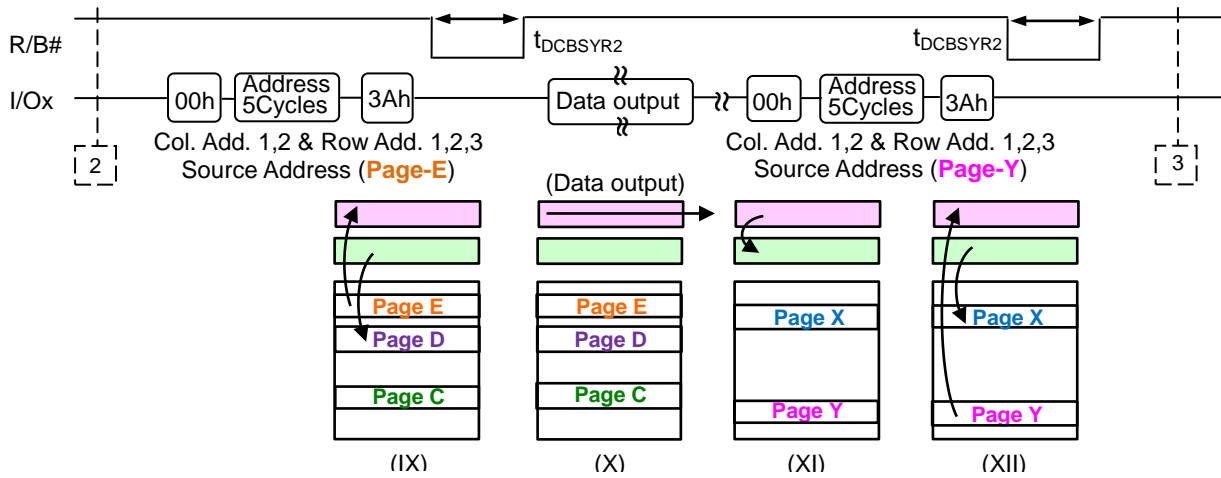 R/B#
tDCBSYR2
tDCBSYR2
I/Ox
00h
Address
5Cycles
3Ah
Data output
00h
Address
5Cycles
3Ah
2
Col. Add. 1,2 & Row Add. 1,2,3
Source Address (Page-E)
Col. Add. 1,2 & Row Add. 1,2,3
Source Address (Page-Y)
3
(Data output)
Page E
Page D
Page C
Page E
Page D
Page C
Page X
Page Y
Page X
Page Y
(IX)
(X)
(XI)
(XII)